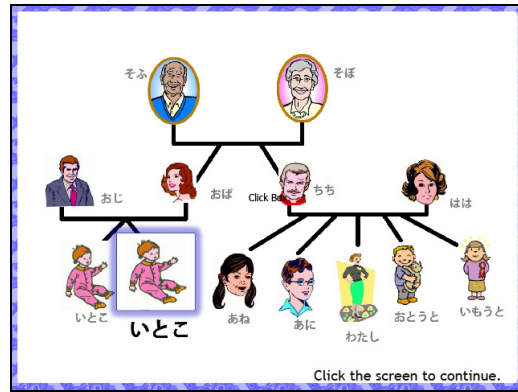 そふ
そぼ
おじ
おば
Click Bo
ちち
はは
いとこ
いとこ
あね
あに
わたし
おとうと
いもうと
Click the screen to continue.